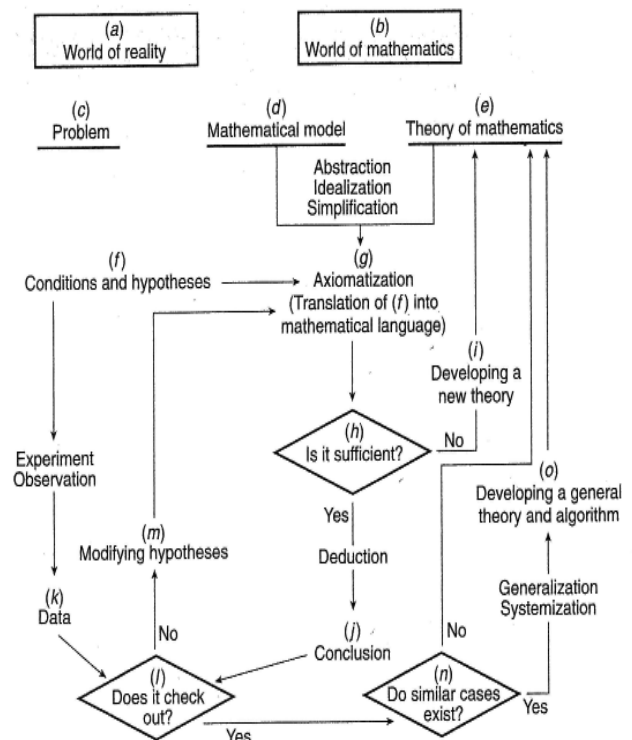 (a)
World of reality
(b)
World of mathematics
(c)
Problem
(d)
Mathematical model
(e)
Theory of mathematics
Abstraction
Idealization
Simplification
(f)
Conditions and hypotheses
(g)
Axiomatization
(Translation of (f) into
mathematical language)
(i)
Developing a
new theory
(h)
Is it sufficient?
No
Experiment
Observation
(o)
Developing a general
theory and algorithm
Yes
(m)
Modifying hypotheses
Deduction
Generalization
Systemization
(k)
Data
No
(j)
Conclusion
No
(l)
Does it check
out?
(n)
Do similar cases
exist?
Yes
Yes